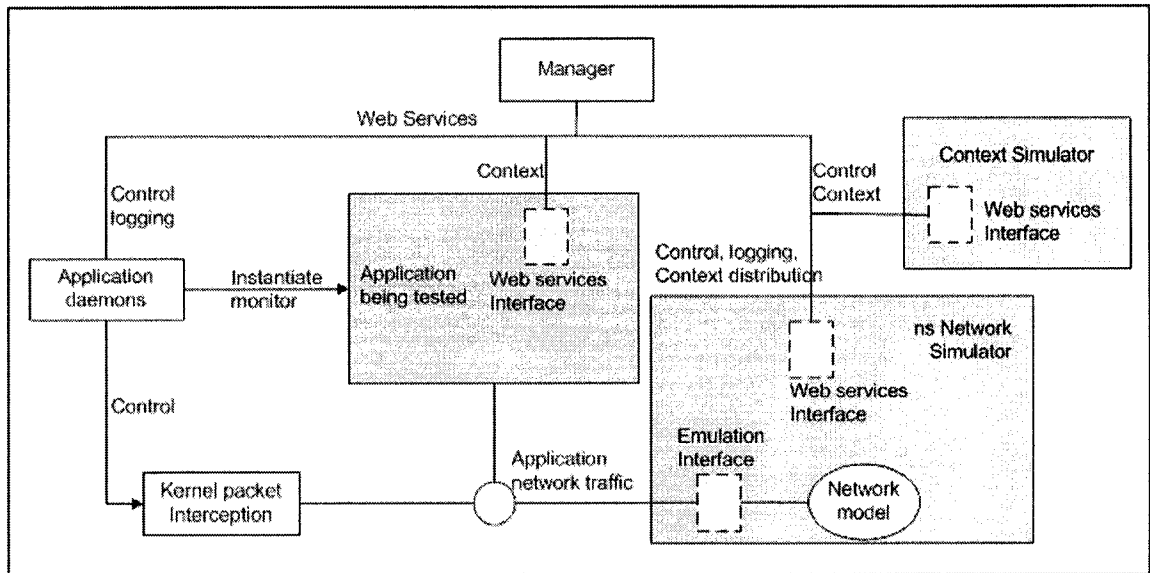 Manager
Web Services
Context Simulator
Context
Control
Context
Control
logging
Web services
Interface
Control, logging,
Context distribution
Application
daemons
Instantiate
monitor
Application
being tested
Web services
Interface
ns Network
Simulator
Web services
Interface
Control
Emulation
Interface
Application
network traffic
Kernel packet
Interception
Network
model